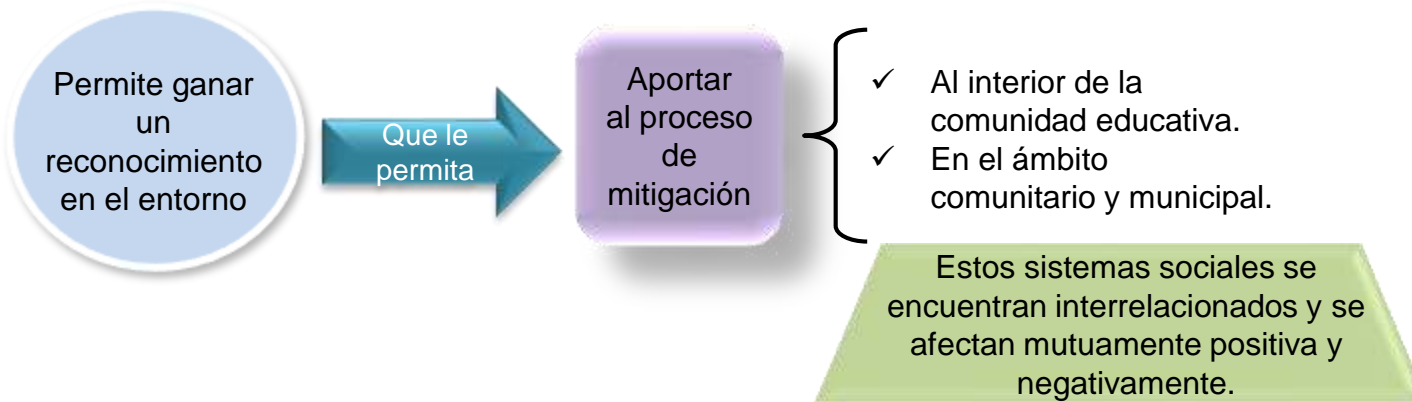 Permite ganar
un
reconocimiento
en el entorno
Que le
permita
Aportar
al proceso
de
mitigación
✓ Al interior de la
comunidad educativa.
✓ En el ámbito
comunitario y municipal.
Estos sistemas sociales se
encuentran interrelacionados y se
afectan mutuamente positiva y
negativamente.